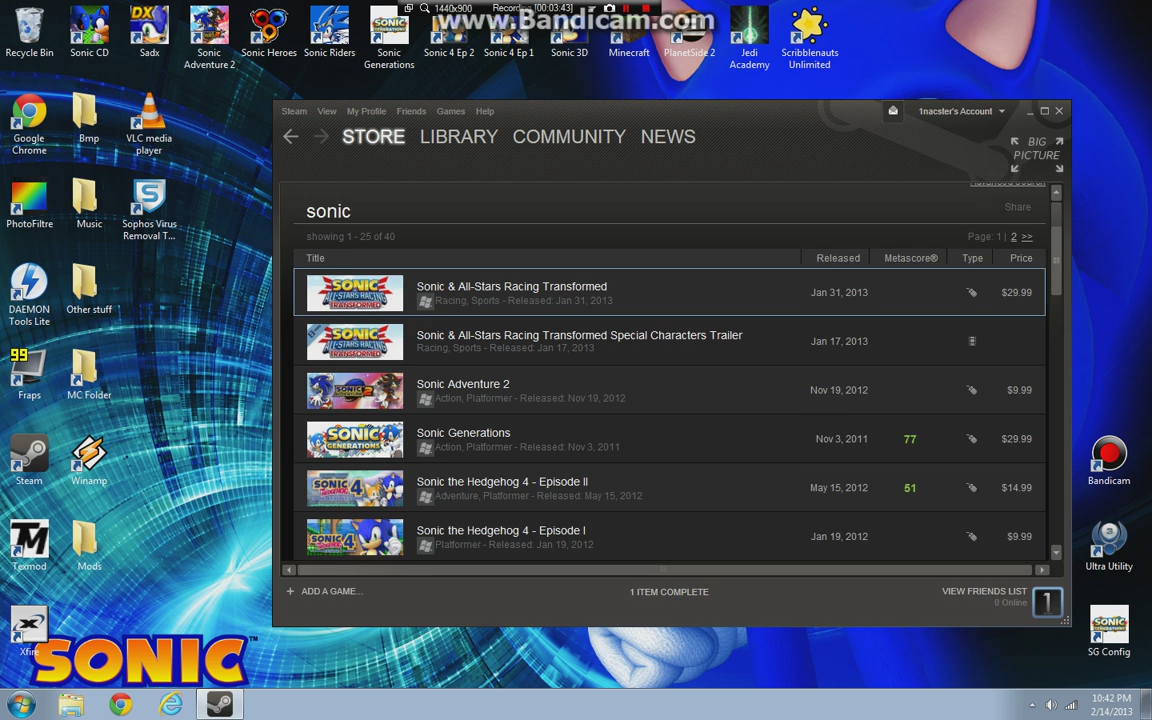 1440x900 Recording [00:03:43]
www.Bandicam.com
Recycle Bin
Sonic CD
Sadx
Sonic
Adventure 2
Sonic Heroes
Sonic Riders
Sonic
Generations
Sonic 4 Ep 2
Sonic 4 Ep 1
Sonic 3D
Minecraft
PlanetSide 2
Jedi
Academy
Scribblenauts
Unlimited
Google
Chrome
Bmp
VLC media
player
PhotoFiltre
Music
Sophos Virus
Removal T...
DAEMON
Tools Lite
Other stuff
99
Fraps
MC Folder
Steam
Winamp
Texmod
Mods
Xfire
SONIC™
Steam View My Profile Friends Games Help
1nacster's Account
STORE LIBRARY COMMUNITY NEWS
BIG
PICTURE
Advanced Search
sonic
Share
showing 1 - 25 of 40
Page: 1 | 2 >>
Title Released Metascore® Type Price
Sonic & All-Stars Racing Transformed
Racing, Sports - Released: Jan 31, 2013
Jan 31, 2013 $29.99
Sonic & All-Stars Racing Transformed Special Characters Trailer
Racing, Sports - Released: Jan 17, 2013
Jan 17, 2013
Sonic Adventure 2
Action, Platformer - Released: Nov 19, 2012
Nov 19, 2012 $9.99
Sonic Generations
Action, Platformer - Released: Nov 3, 2011
Nov 3, 2011 77 $29.99
Sonic the Hedgehog 4 - Episode II
Adventure, Platformer - Released: May 15, 2012
May 15, 2012 51 $14.99
Sonic the Hedgehog 4 - Episode I
Platformer - Released: Jan 19, 2012
Jan 19, 2012 $9.99
+ ADD A GAME...
1 ITEM COMPLETE
VIEW FRIENDS LIST
0 Online
1
Bandicam
Ultra Utility
SG Config
10:42 PM
2/14/2013